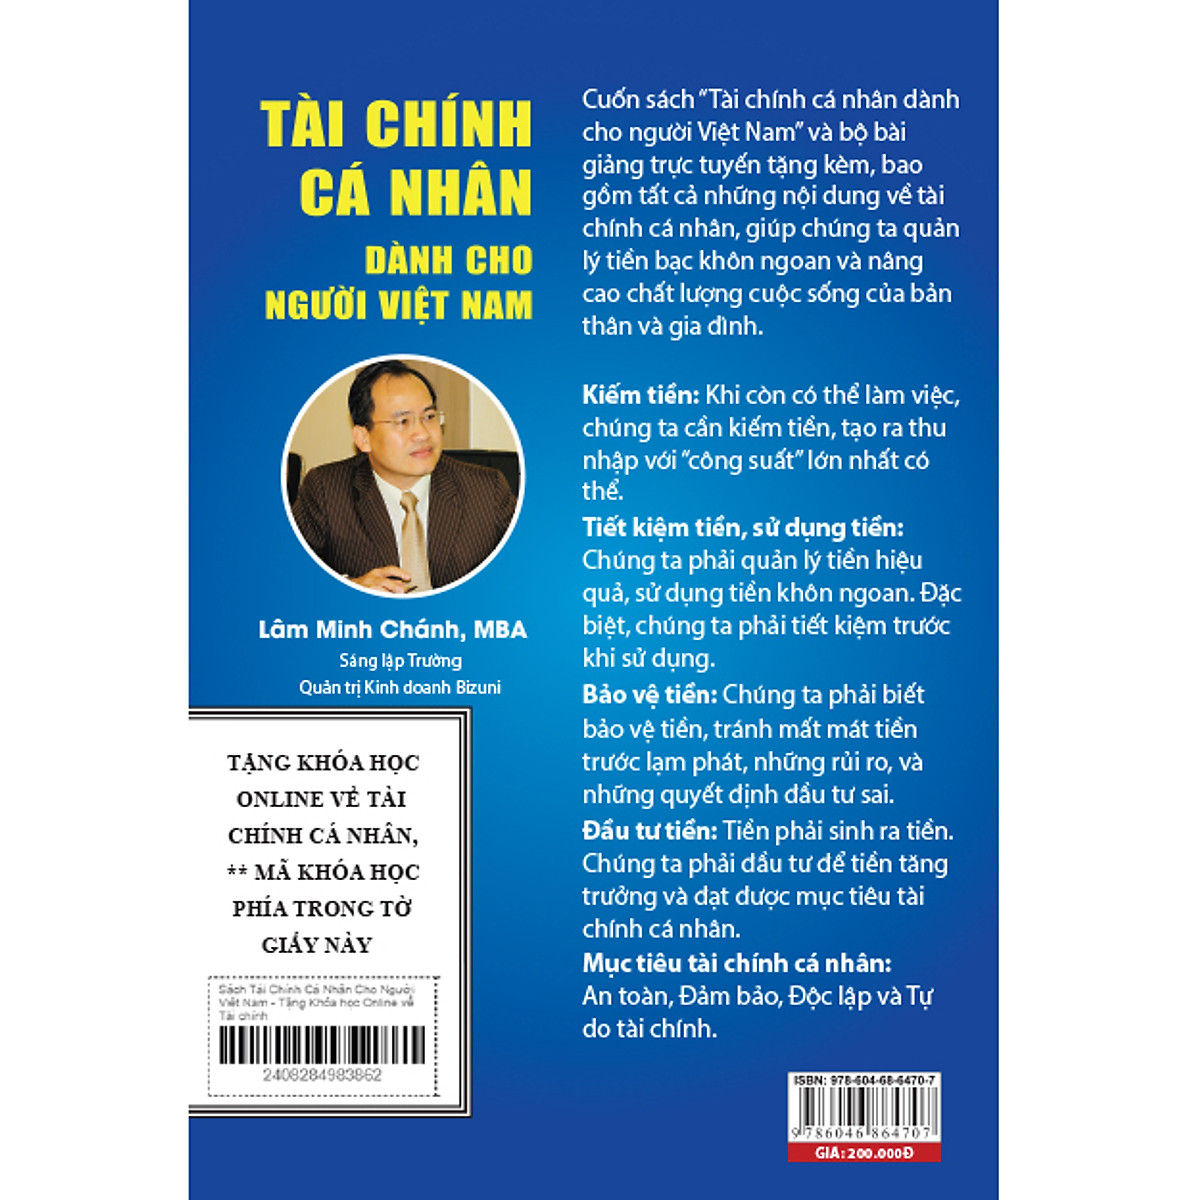 TÀI CHÍNH
CÁ NHÂN
DÀNH CHO
NGƯỜI VIỆT NAM
Lâm Minh Chánh, MBA
Sáng lập Trường
Quản trị Kinh doanh Bizuni
TẶNG KHÓA HỌC
ONLINE VỀ TÀI
CHÍNH CÁ NHÂN,
** MÃ KHÓA HỌC
PHÍA TRONG TỜ
GIẤY NÀY
Sách Tài Chính Cá Nhân Cho Người
Việt Nam - Tặng Khóa học Online về
Tài chính
2408284983862
Cuốn sách "Tài chính cá nhân dành
cho người Việt Nam" và bộ bài
giảng trực tuyến tặng kèm, bao
gồm tất cả những nội dung về tài
chính cá nhân, giúp chúng ta quản
lý tiền bạc khôn ngoan và nâng
cao chất lượng cuộc sống của bản
thân và gia đình.
Kiếm tiền: Khi còn có thể làm việc,
chúng ta cần kiếm tiền, tạo ra thu
nhập với "công suất" lớn nhất có
thể.
Tiết kiệm tiền, sử dụng tiền:
Chúng ta phải quản lý tiền hiệu
quả, sử dụng tiền khôn ngoan. Đặc
biệt, chúng ta phải tiết kiệm trước
khi sử dụng.
Bảo vệ tiền: Chúng ta phải biết
bảo vệ tiền, tránh mất mát tiền
trước lạm phát, những rủi ro, và
những quyết định đầu tư sai.
Đầu tư tiền: Tiền phải sinh ra tiền.
Chúng ta phải đầu tư để tiền tăng
trưởng và đạt được mục tiêu tài
chính cá nhân.
Mục tiêu tài chính cá nhân:
An toàn, Đảm bảo, Độc lập và Tự
do tài chính.
ISBN: 978-604-68-6470-7
9 786046 864707
GIA: 200.000Đ